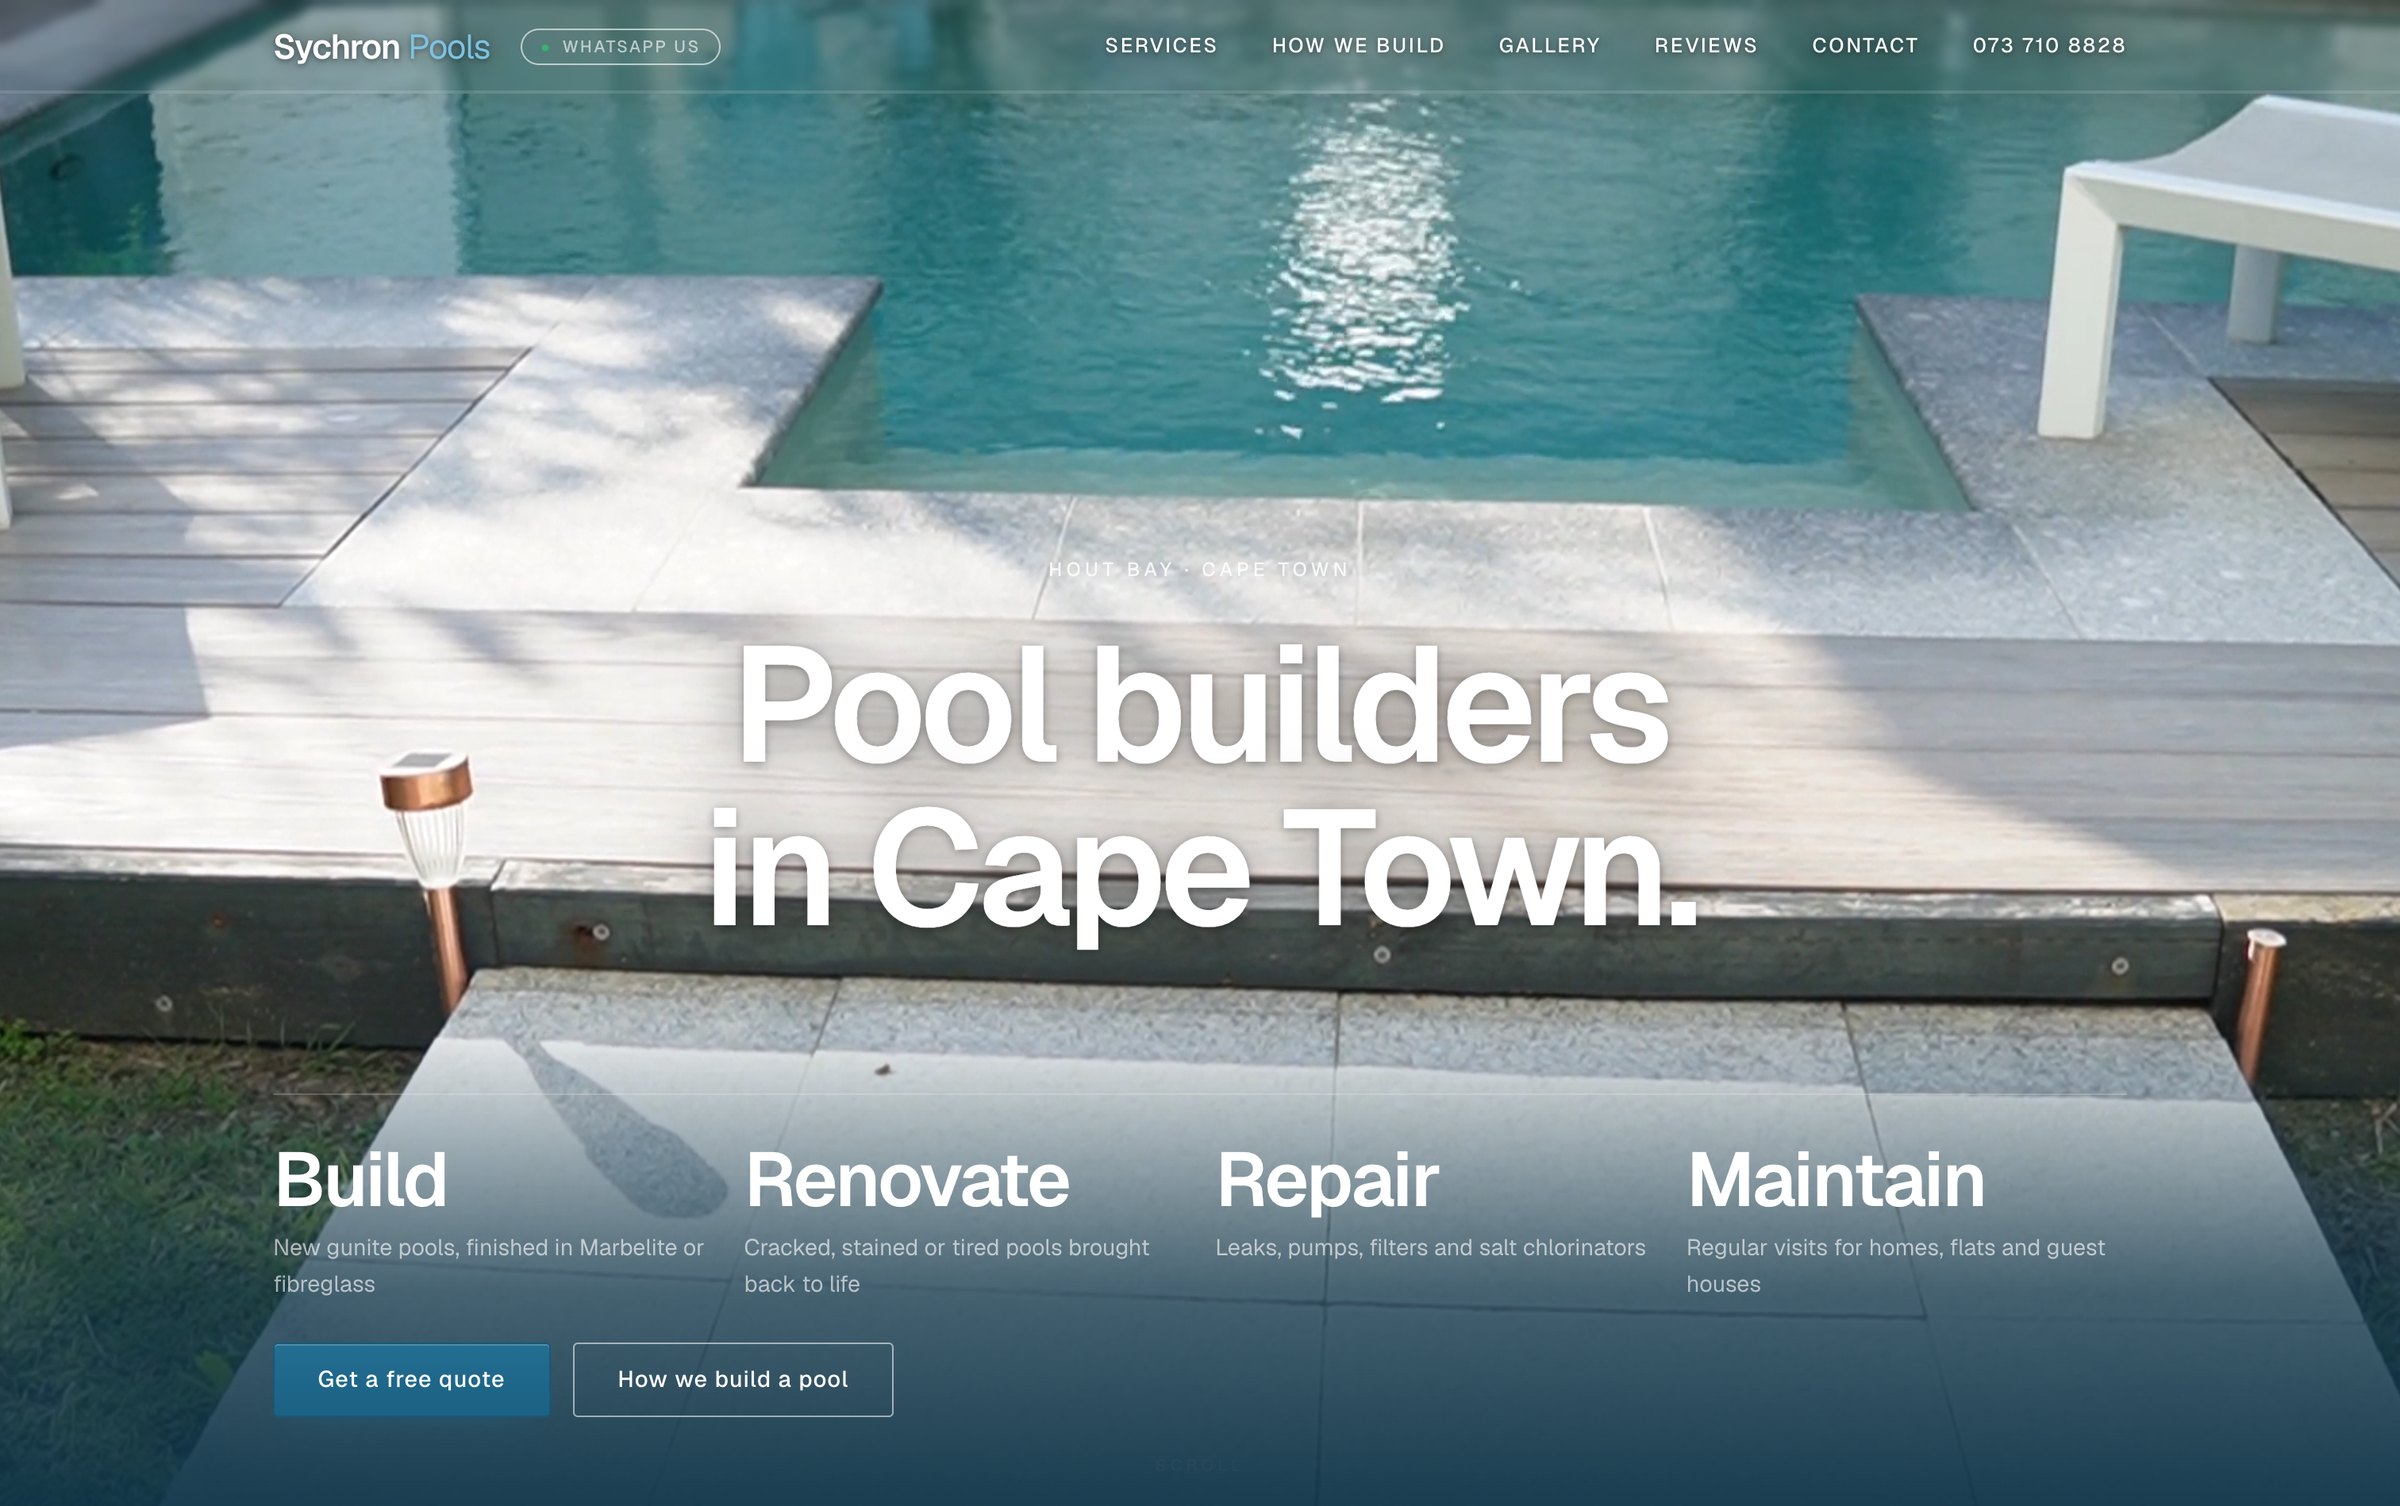 Sychron Pools
WHATSAPP US
SERVICES
HOW WE BUILD
GALLERY
REVIEWS
CONTACT
073 710 8828
HOUT BAY · CAPE TOWN
Pool builders
in Cape Town.
Build
New gunite pools, finished in Marbelite or
fibreglass
Renovate
Cracked, stained or tired pools brought
back to life
Repair
Leaks, pumps, filters and salt chlorinators
Maintain
Regular visits for homes, flats and guest
houses
Get a free quote
How we build a pool
SCROLL